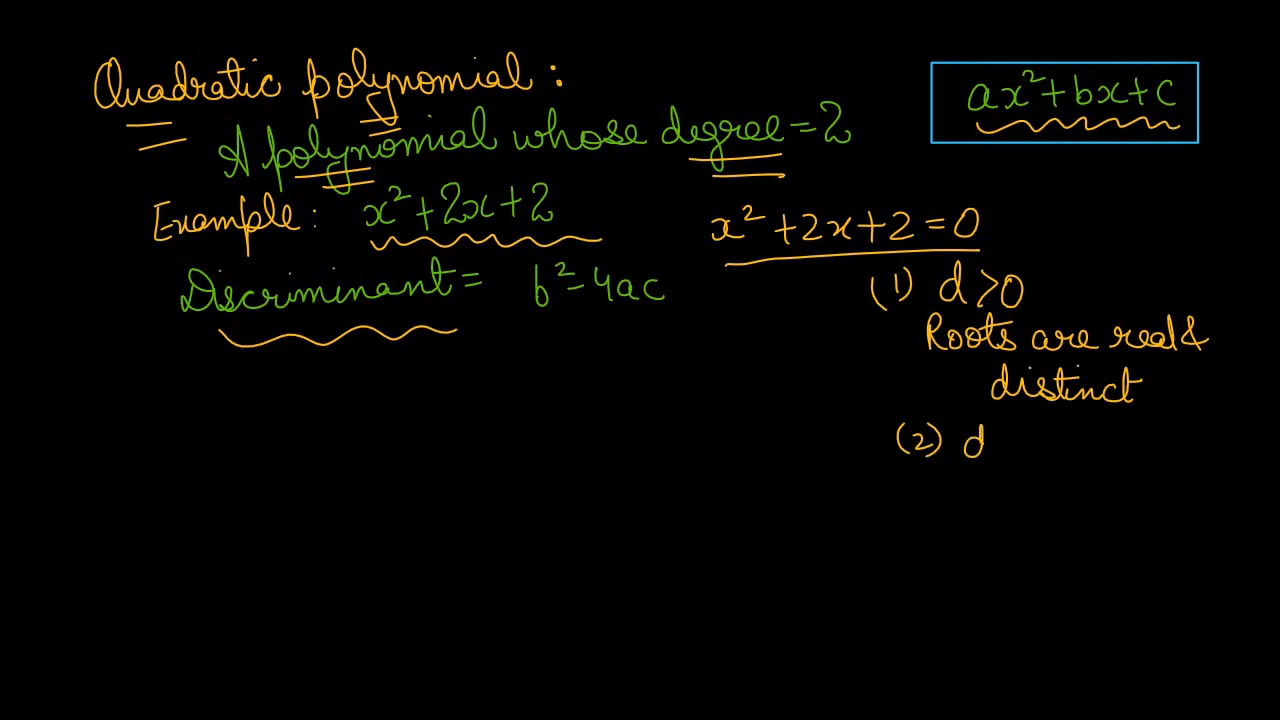 Quadratic polynomial :
ax²+bx+c
A polynomial whose degree = 2
Example : x²+2x+2
x²+2x+2=0
Discriminant = b²-4ac
(1) d>0
Roots are real &
distinct
(2) d